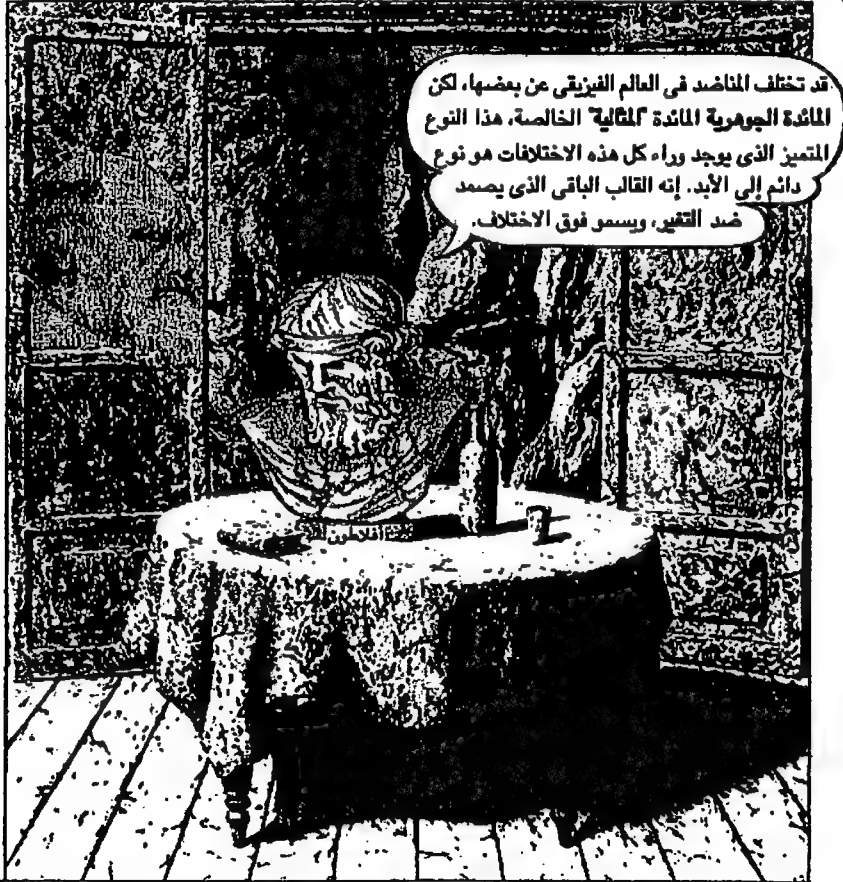 قد تختلف المناضد فى العالم الفيزيقى عن بعضها، لكن
المائدة الجوهرية المائدة "المثالية" الخالصة، هذا النوع
المتميز الذى يوجد وراء كل هذه الاختلافات هو نوع
دائم إلى الأبد. إنه القالب الباقى الذى يصمد
ضد التغير، ويسمو فوق الاختلاف.
أفلاطون